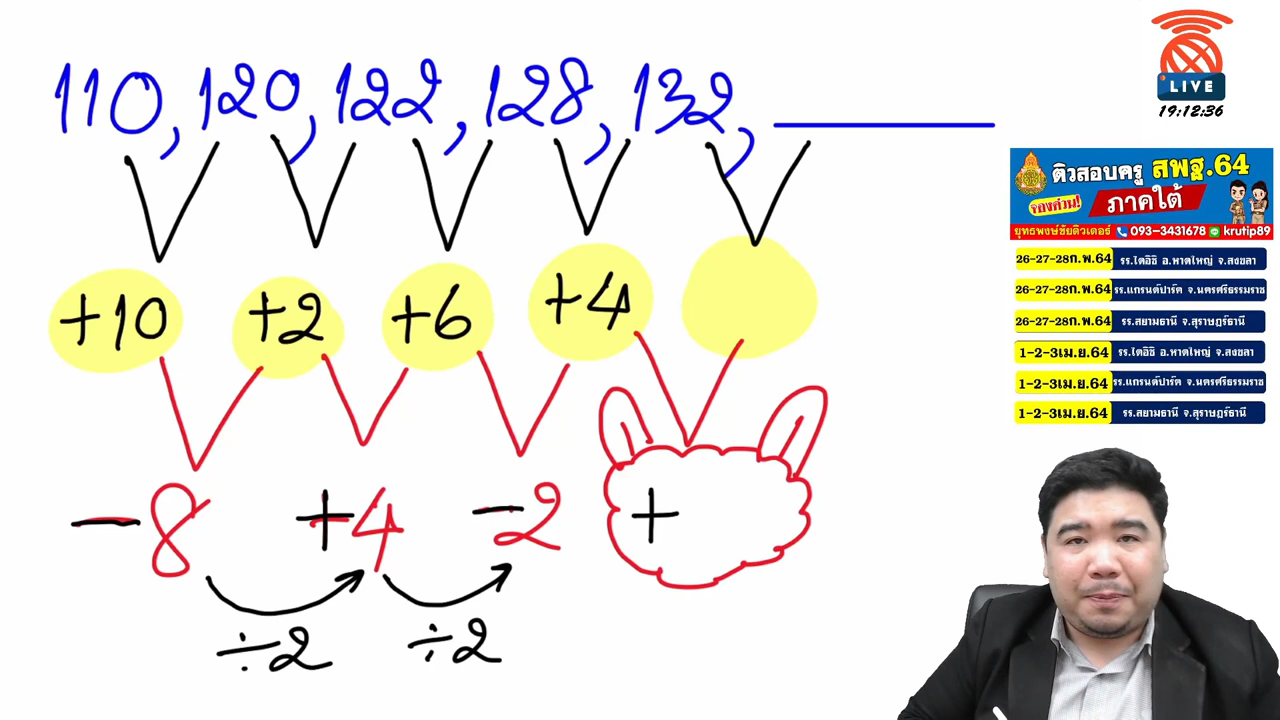 110, 120, 122, 128, 132, ______
LIVE
19:12:36
ติวสอบครู สพฐ.64
จองด่วน! ภาคใต้
ยุทธพงษ์ชัยติวเตอร์ 093-3431678 krutip89
26-27-28ก.พ.64 รร.ไดอิชิ อ.หาดใหญ่ จ.สงขลา
26-27-28ก.พ.64 รร.แกรนด์ปาร์ค จ.นครศรีธรรมราช
26-27-28ก.พ.64 รร.สยามธานี จ.สุราษฎร์ธานี
1-2-3เม.ย.64 รร.ไดอิชิ อ.หาดใหญ่ จ.สงขลา
1-2-3เม.ย.64 รร.แกรนด์ปาร์ค จ.นครศรีธรรมราช
1-2-3เม.ย.64 รร.สยามธานี จ.สุราษฎร์ธานี
+10 +2 +6 +4
-8 +4 -2 +
÷2 ÷2